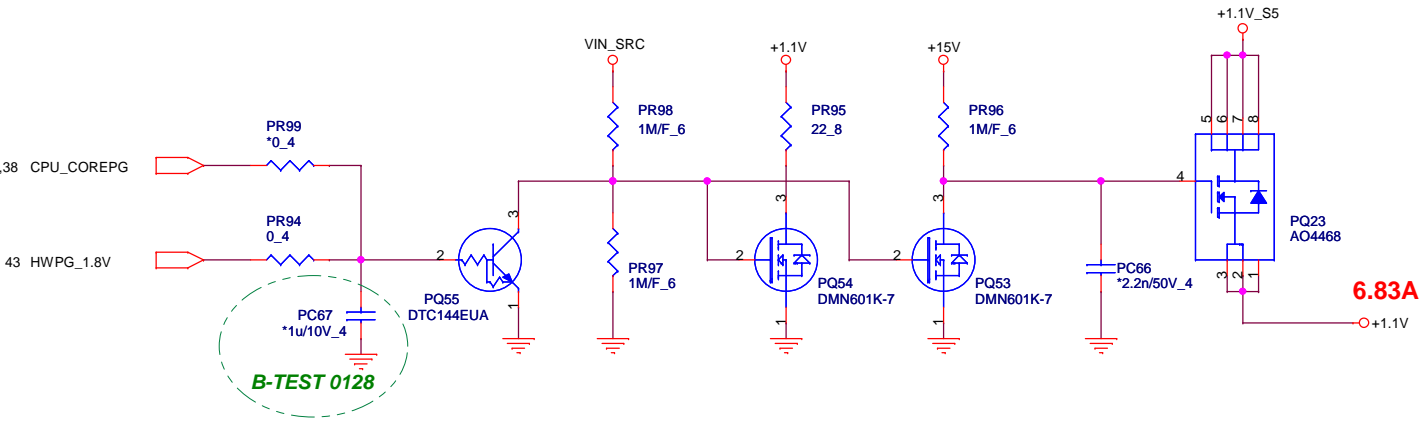 +1.1V_S5
VIN_SRC
+1.1V
+15V
PR98
1M/F_6
PR95
22_8
PR96
1M/F_6
5
6
7
8
PR99
*0_4
,38 CPU_COREPG
4
3
3
3
PR94
0_4
PQ23
AO4468
43 HWPG_1.8V
2
2
2
PR97
1M/F_6
PQ54
DMN601K-7
PQ53
DMN601K-7
PC66
*2.2n/50V_4
3
2
1
PQ55
DTC144EUA
1
1
1
6.83A
PC67
*1u/10V_4
+1.1V
B-TEST 0128